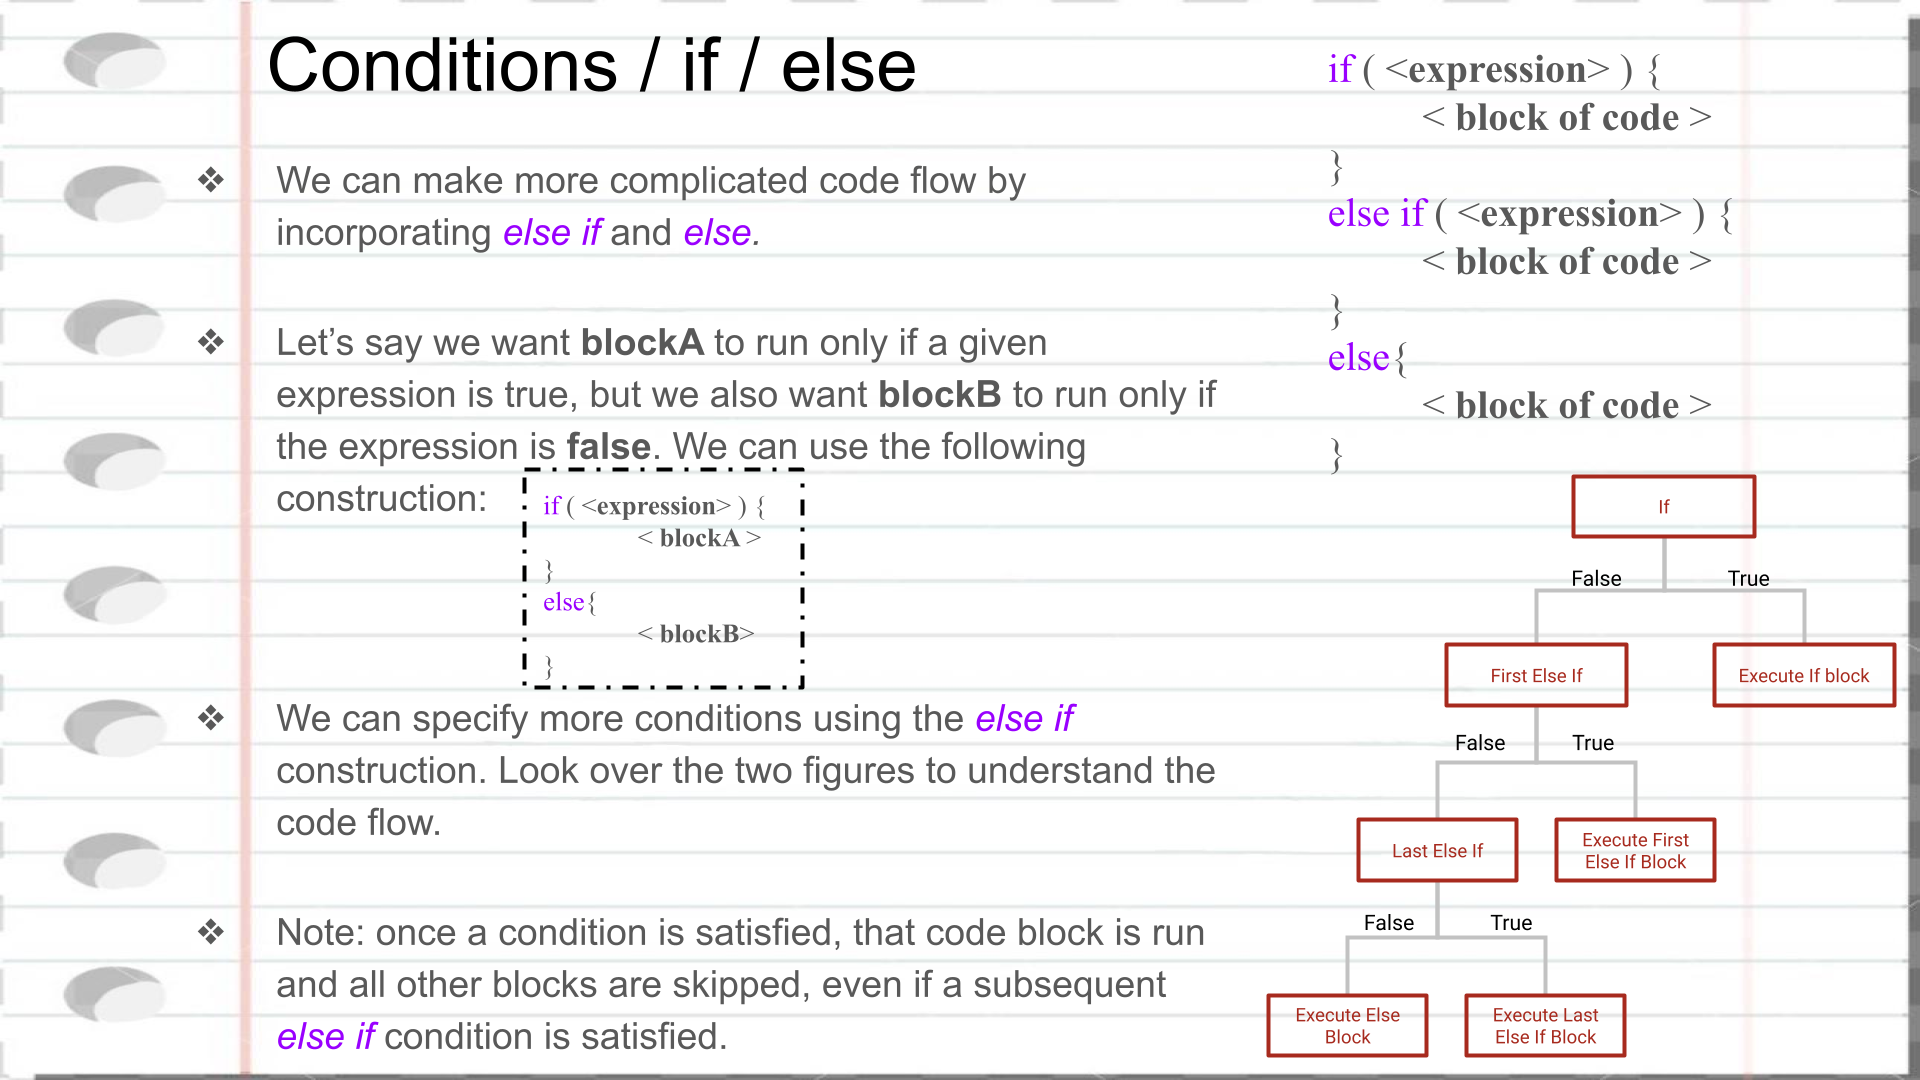 Conditions / if / else
❖ We can make more complicated code flow by
incorporating else if and else.
❖ Let’s say we want blockA to run only if a given
expression is true, but we also want blockB to run only if
the expression is false. We can use the following
construction:
if ( <expression> ) {
< blockA >
}
else{
< blockB>
}
❖ We can specify more conditions using the else if
construction. Look over the two figures to understand the
code flow.
❖ Note: once a condition is satisfied, that code block is run
and all other blocks are skipped, even if a subsequent
else if condition is satisfied.
if ( <expression> ) {
< block of code >
}
else if ( <expression> ) {
< block of code >
}
else{
< block of code >
}
If
False True
First Else If Execute If block
False True
Last Else If
Execute First
Else If Block
False True
Execute Else
Block
Execute Last
Else If Block